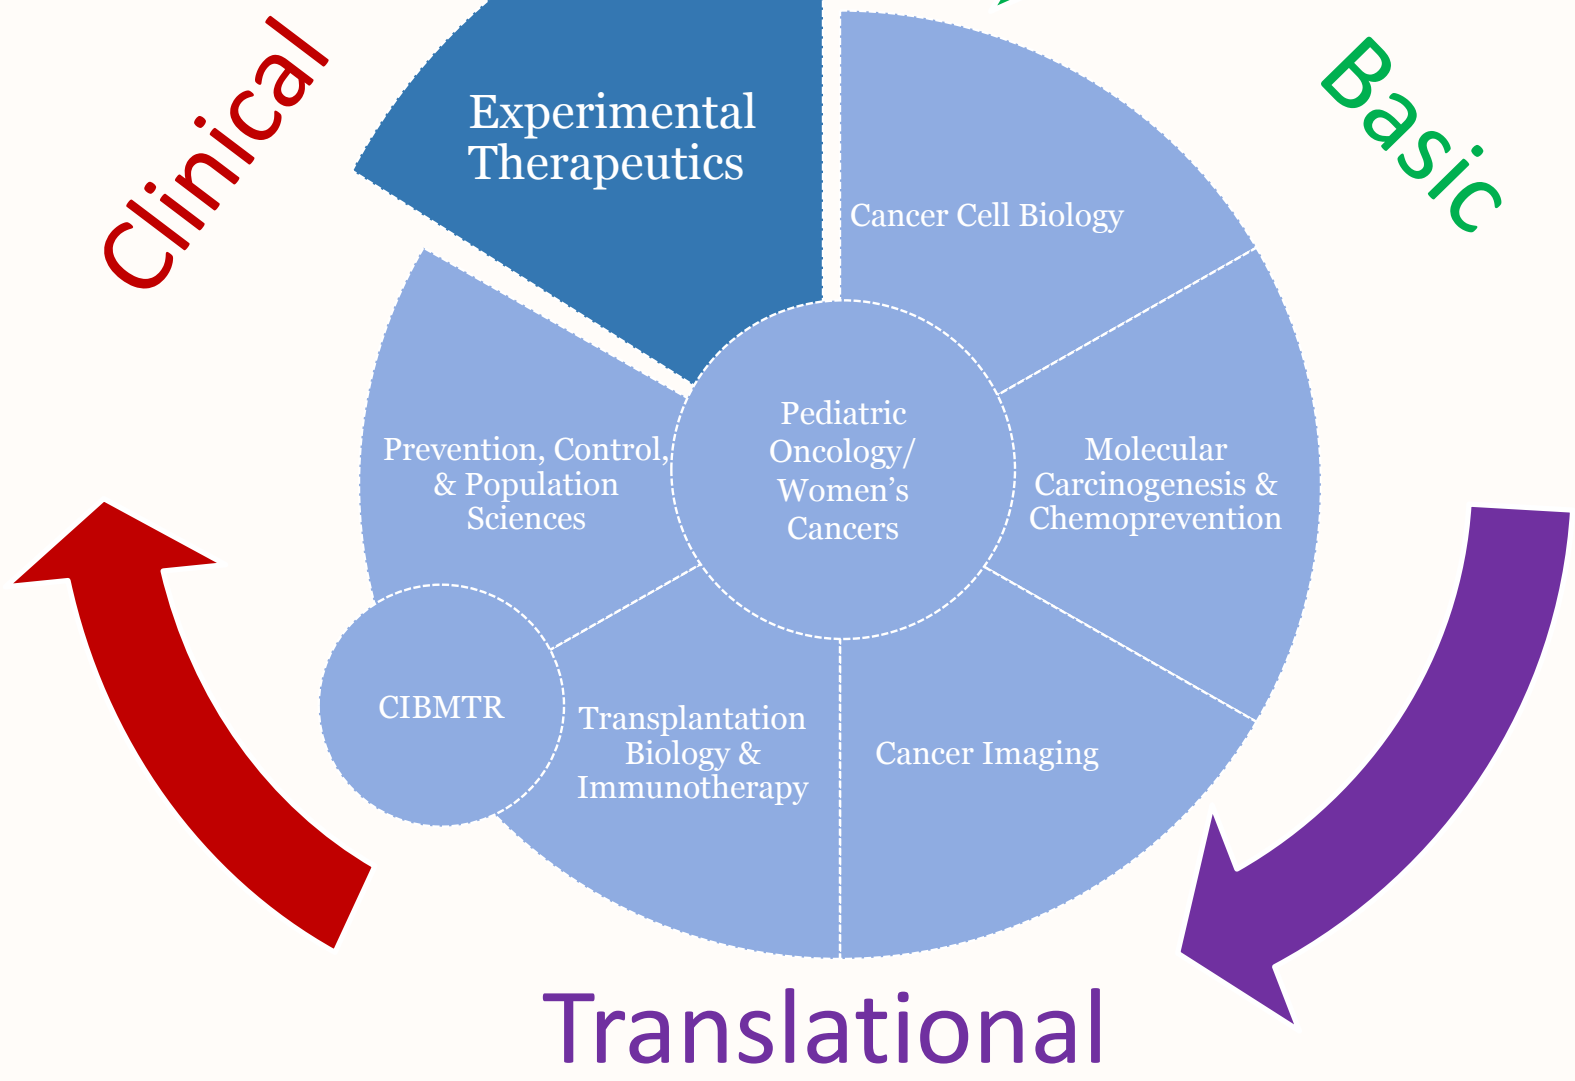 Clinical
Basic
Experimental
Therapeutics
Cancer Cell Biology
Pediatric
Oncology/
Women’s
Cancers
Prevention, Control,
& Population
Sciences
Molecular
Carcinogenesis &
Chemoprevention
CIBMTR
Transplantation
Biology &
Immunotherapy
Cancer Imaging
Translational